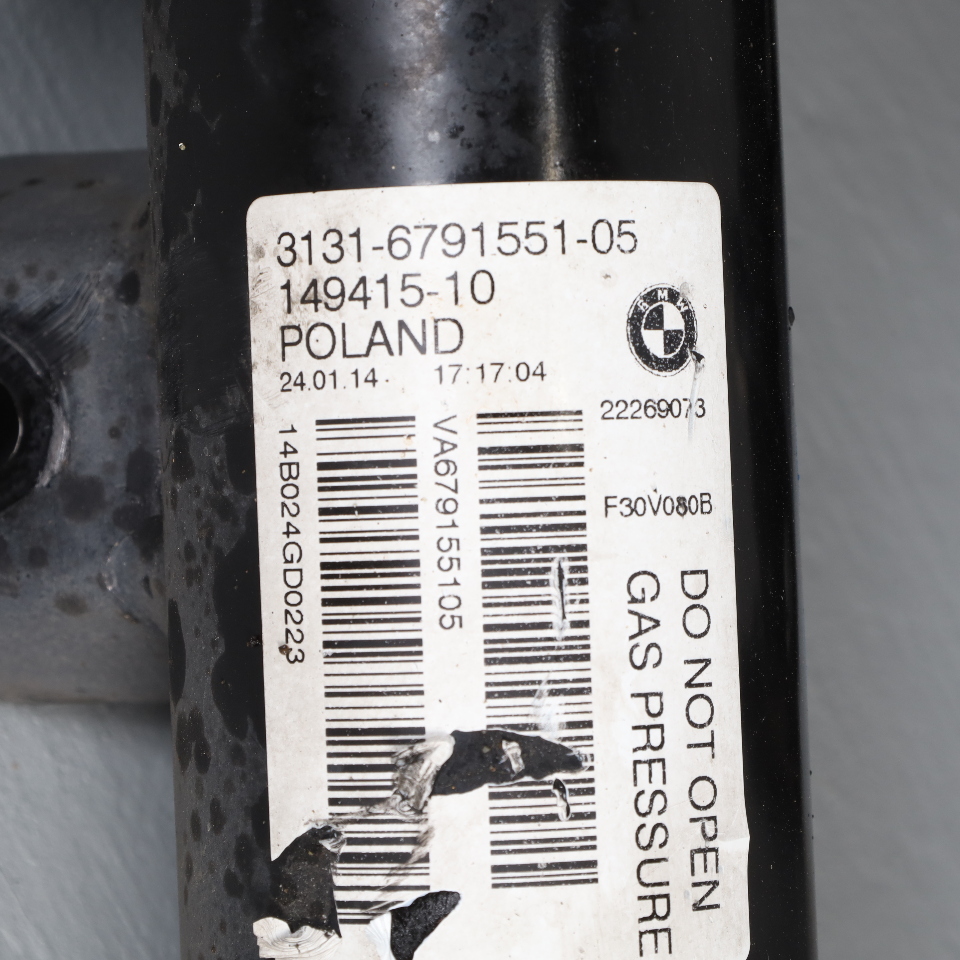 3131-6791551-05
149415-10
POLAND
24.01.14. 17:17:04
BMW
22269073
F30V080B
14B024GD0223
VA679155105
DO NOT OPEN
GAS PRESSURE